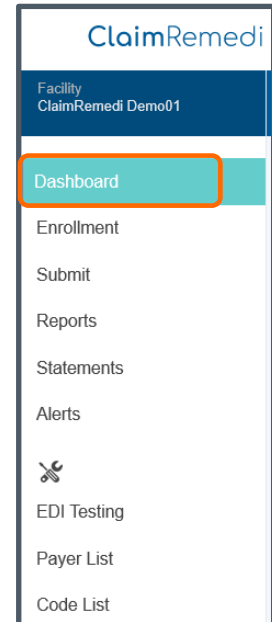 ClaimRemedi
Facility
ClaimRemedi Demo01
Dashboard
Enrollment
Submit
Reports
Statements
Alerts
EDI Testing
Payer List
Code List